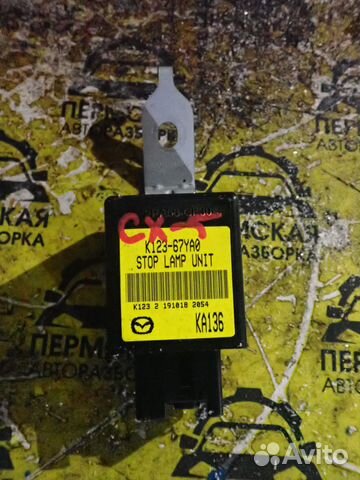 ПЕРМСКАЯ
АВТОРАЗБОРКА
CX-5
K123-67YA0
STOP LAMP UNIT
K123 2 191018 2054
KA136
ПЕРМСКАЯ
АВТОРАЗБОРКА
Avito